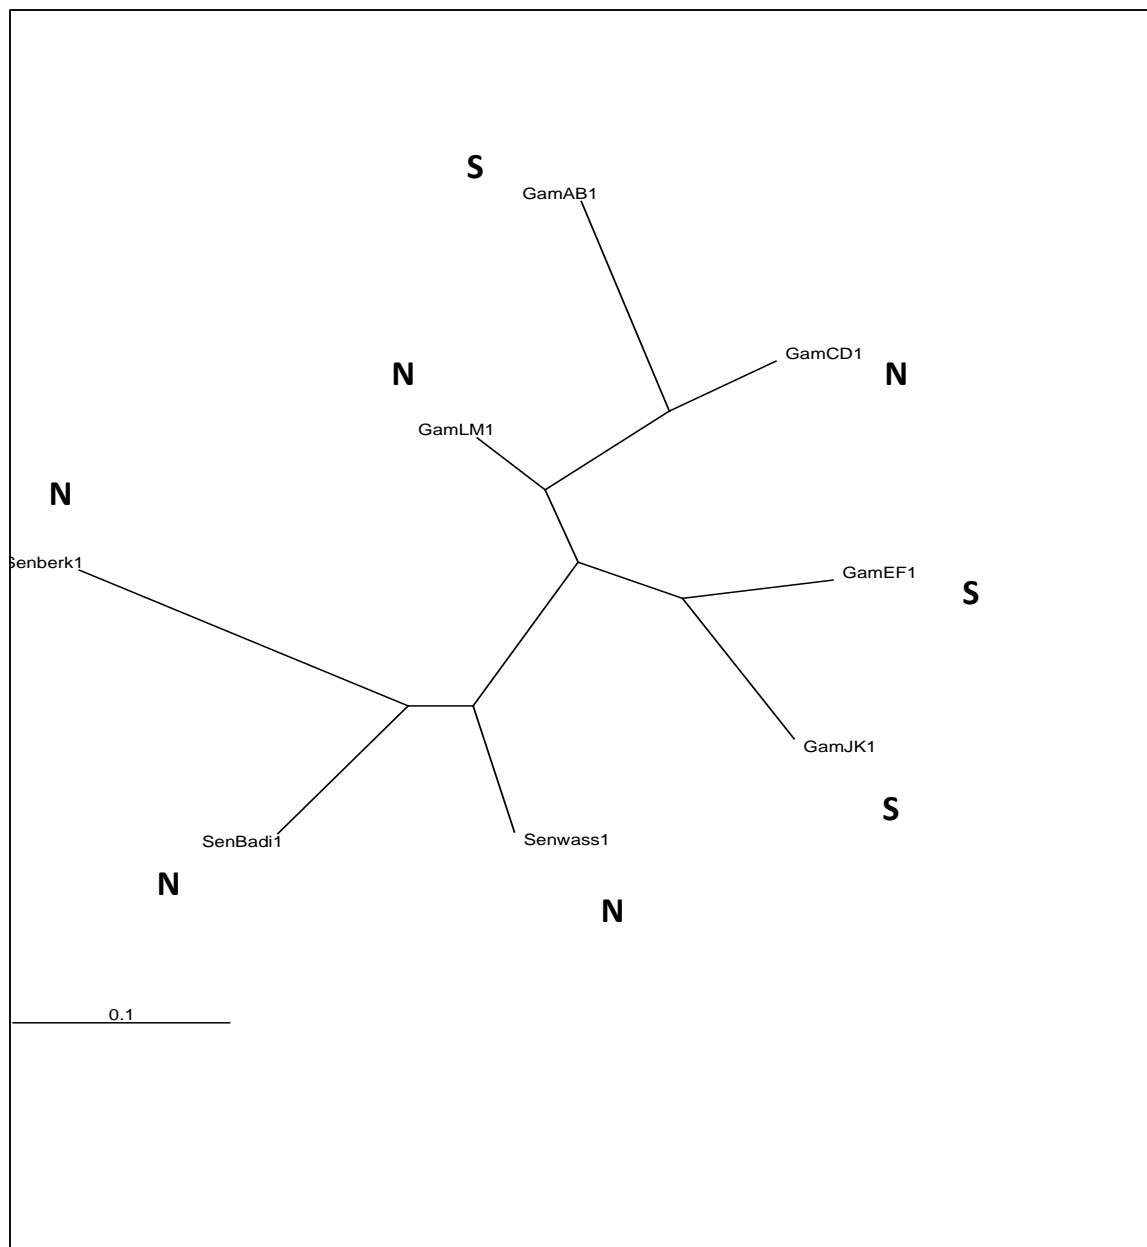 S
GamAB1
GamCD1
N
N
GamLM1
N
Senberk1
GamEF1
S
GamJK1
S
SenBadi1
Senwass1
N
N
0.1